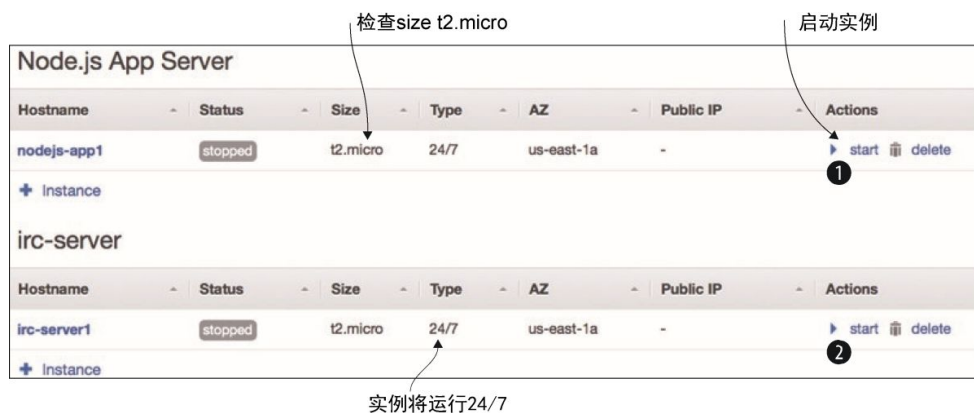 检查size t2.micro
启动实例
Node.js App Server
Hostname Status Size Type AZ Public IP Actions
nodejs-app1 stopped t2.micro 24/7 us-east-1a - start delete
1
+ Instance
irc-server
Hostname Status Size Type AZ Public IP Actions
irc-server1 stopped t2.micro 24/7 us-east-1a - start delete
2
+ Instance
实例将运行24/7